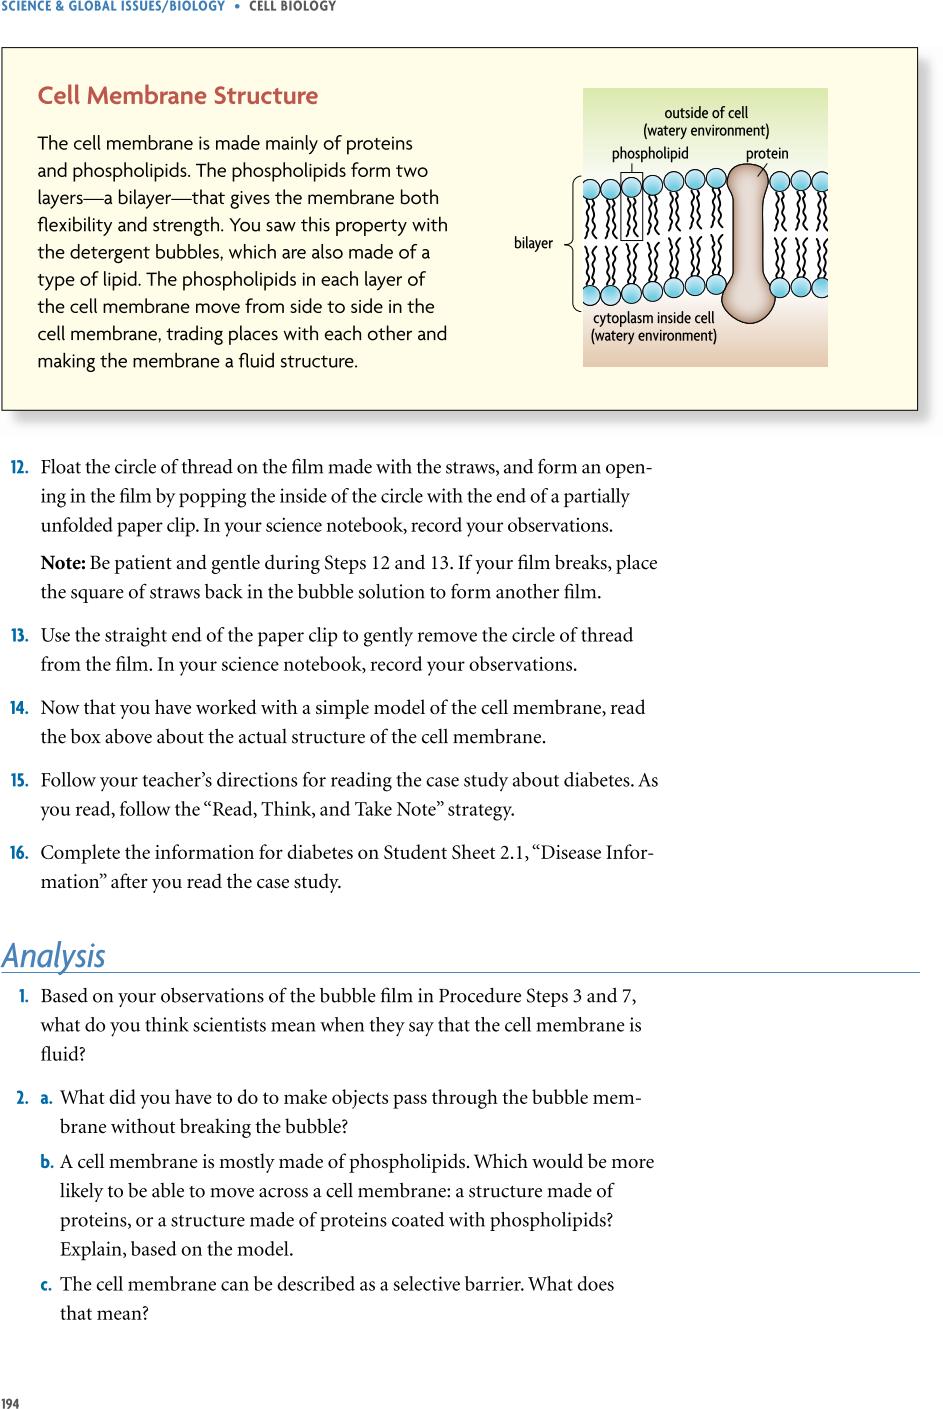 SCIENCE & GLOBAL ISSUES/BIOLOGY • CELL BIOLOGY
Cell Membrane Structure
The cell membrane is made mainly of proteins
and phospholipids. The phospholipids form two
layers—a bilayer—that gives the membrane both
flexibility and strength. You saw this property with
the detergent bubbles, which are also made of a
type of lipid. The phospholipids in each layer of
the cell membrane move from side to side in the
cell membrane, trading places with each other and
making the membrane a fluid structure.
outside of cell
(watery environment)
phospholipid
protein
bilayer
cytoplasm inside cell
(watery environment)
12. Float the circle of thread on the film made with the straws, and form an open-
ing in the film by popping the inside of the circle with the end of a partially
unfolded paper clip. In your science notebook, record your observations.
Note: Be patient and gentle during Steps 12 and 13. If your film breaks, place
the square of straws back in the bubble solution to form another film.
13. Use the straight end of the paper clip to gently remove the circle of thread
from the film. In your science notebook, record your observations.
14. Now that you have worked with a simple model of the cell membrane, read
the box above about the actual structure of the cell membrane.
15. Follow your teacher's directions for reading the case study about diabetes. As
you read, follow the "Read, Think, and Take Note" strategy.
16. Complete the information for diabetes on Student Sheet 2.1, "Disease Infor-
mation" after you read the case study.
Analysis
1. Based on your observations of the bubble film in Procedure Steps 3 and 7,
what do you think scientists mean when they say that the cell membrane is
fluid?
2. a. What did you have to do to make objects pass through the bubble mem-
brane without breaking the bubble?
b. A cell membrane is mostly made of phospholipids. Which would be more
likely to be able to move across a cell membrane: a structure made of
proteins, or a structure made of proteins coated with phospholipids?
Explain, based on the model.
c. The cell membrane can be described as a selective barrier. What does
that mean?
194